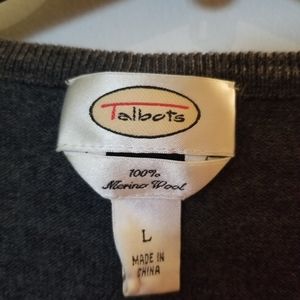 Talbots
100%
Merino Wool
L
MADE IN
CHINA